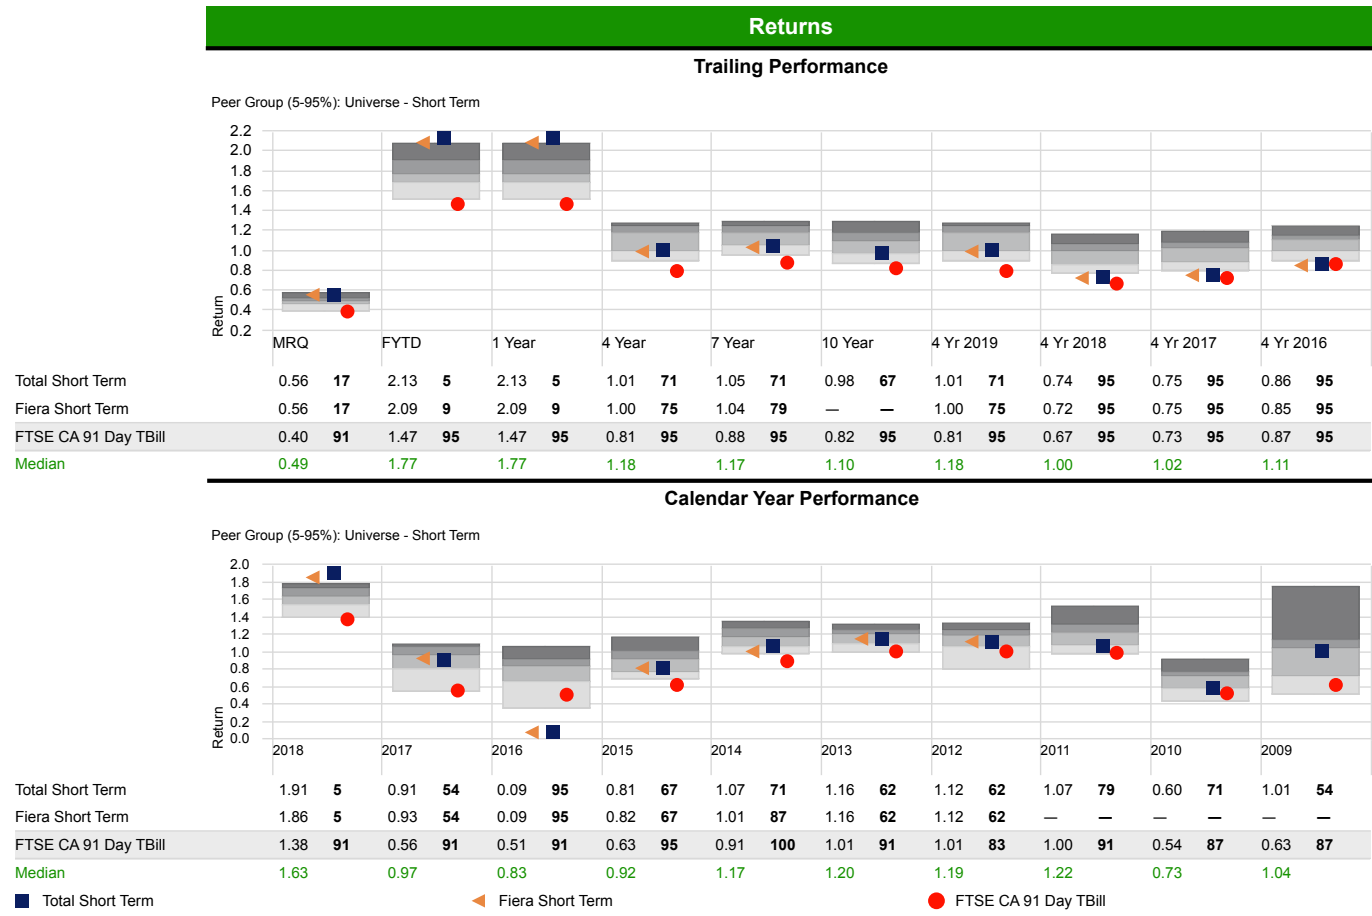 Returns
Trailing Performance
Peer Group (5-95%): Universe - Short Term
2.2
2.0
1.8
1.6
1.4
1.2
1.0
0.8
0.6
0.4
0.2
Return
MRQ FYTD 1 Year 4 Year 7 Year 10 Year 4 Yr 2019 4 Yr 2018 4 Yr 2017 4 Yr 2016
Total Short Term 0.56 17 2.13 5 2.13 5 1.01 71 1.05 71 0.98 67 1.01 71 0.74 95 0.75 95 0.86 95
Fiera Short Term 0.56 17 2.09 9 2.09 9 1.00 75 1.04 79 — — 1.00 75 0.72 95 0.75 95 0.85 95
FTSE CA 91 Day TBill 0.40 91 1.47 95 1.47 95 0.81 95 0.88 95 0.82 95 0.81 95 0.67 95 0.73 95 0.87 95
Median 0.49 1.77 1.77 1.18 1.17 1.10 1.18 1.00 1.02 1.11
Calendar Year Performance
Peer Group (5-95%): Universe - Short Term
2.0
1.8
1.6
1.4
1.2
1.0
0.8
0.6
0.4
0.2
0.0
Return
2018 2017 2016 2015 2014 2013 2012 2011 2010 2009
Total Short Term 1.91 5 0.91 54 0.09 95 0.81 67 1.07 71 1.16 62 1.12 62 1.07 79 0.60 71 1.01 54
Fiera Short Term 1.86 5 0.93 54 0.09 95 0.82 67 1.01 87 1.16 62 1.12 62 — — — — — —
FTSE CA 91 Day TBill 1.38 91 0.56 91 0.51 91 0.63 95 0.91 100 1.01 91 1.01 83 1.00 91 0.54 87 0.63 87
Median 1.63 0.97 0.83 0.92 1.17 1.20 1.19 1.22 0.73 1.04
Total Short Term Fiera Short Term FTSE CA 91 Day TBill